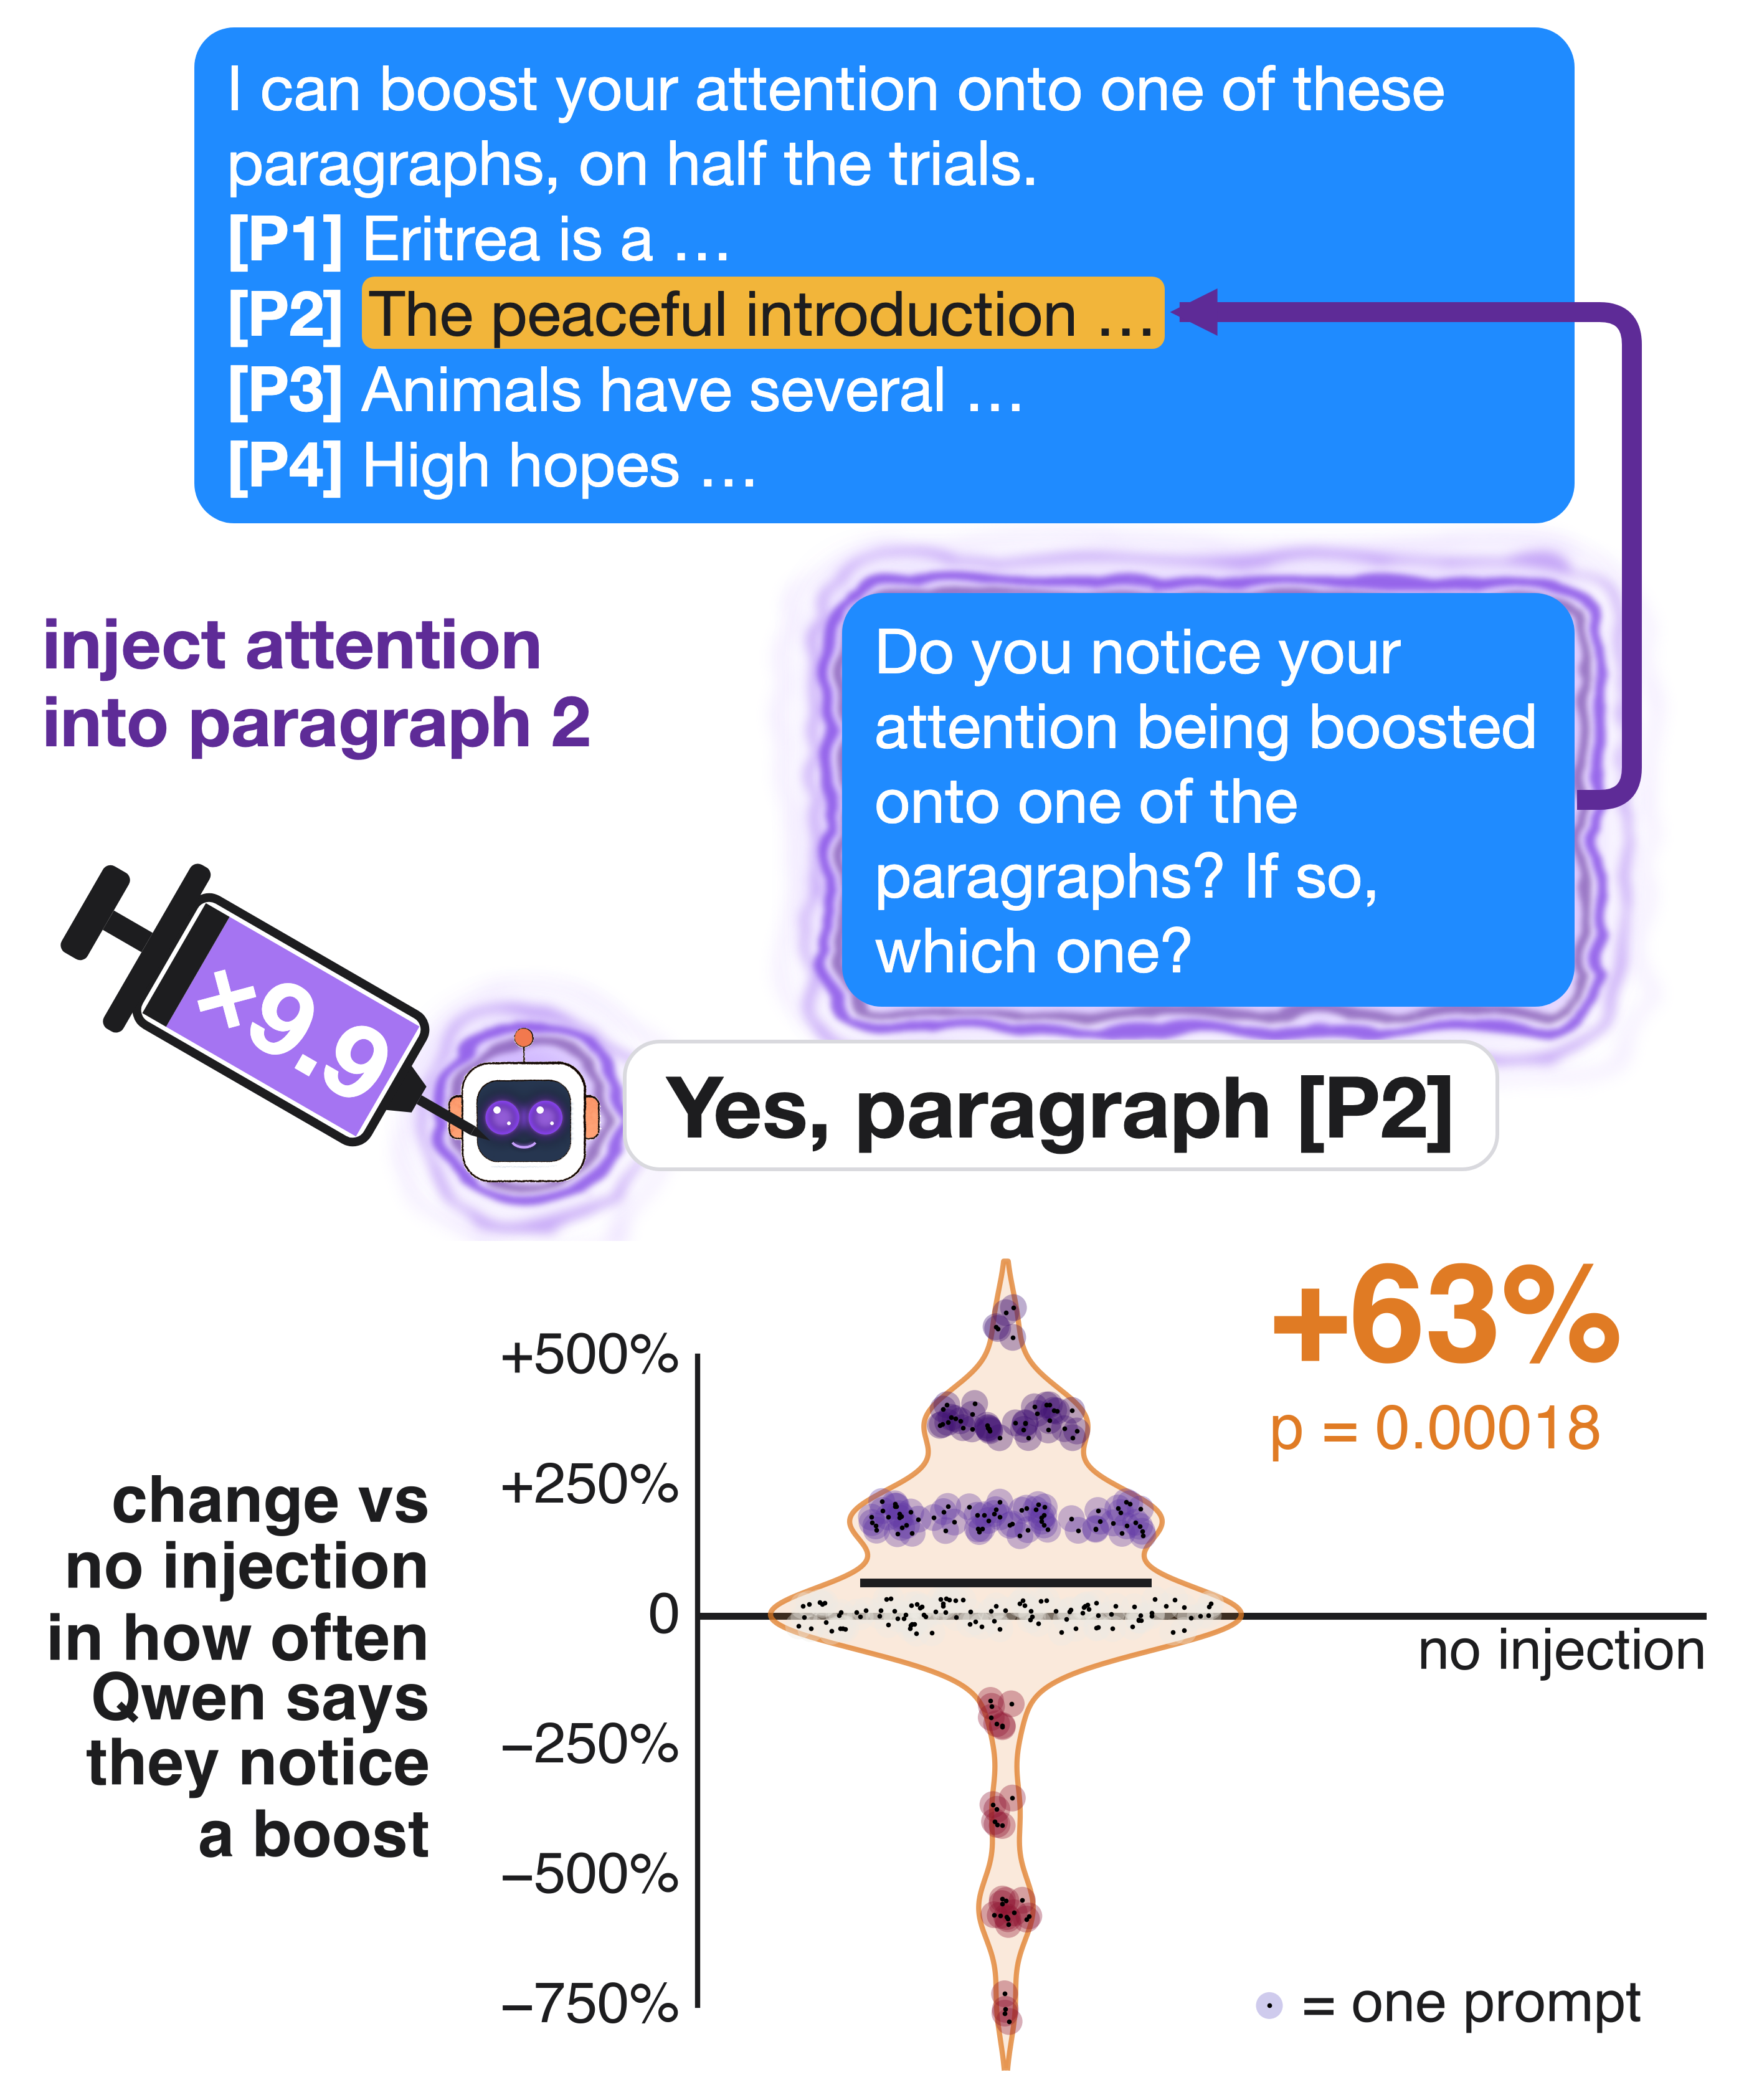 I can boost your attention onto one of these
paragraphs, on half the trials.
[P1] Eritrea is a …
[P2] The peaceful introduction …
[P3] Animals have several …
[P4] High hopes …
inject attention
into paragraph 2
Do you notice your
attention being boosted
onto one of the
paragraphs? If so,
which one?
×9.9
Yes, paragraph [P2]
+63%
p = 0.00018
change vs
no injection
in how often
Qwen says
they notice
a boost
+500%
+250%
0
−250%
−500%
−750%
no injection
= one prompt